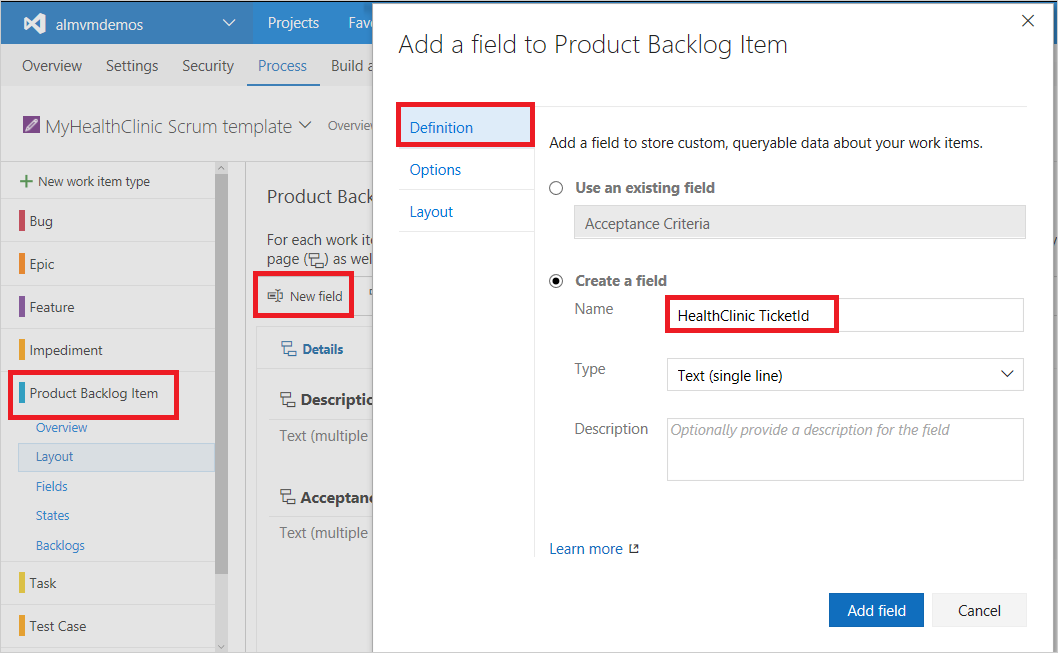 almvmdemos
Projects
Fav
Overview
Settings
Security
Process
Build a
MyHealthClinic Scrum template
Overview
New work item type
Bug
Epic
Feature
Impediment
Product Backlog Item
Overview
Layout
Fields
States
Backlogs
Task
Test Case
Product Back
For each work ite
page ( ) as wel
New field
Details
Descriptio
Text (multiple
Acceptanc
Text (multiple
Add a field to Product Backlog Item
Definition
Options
Layout
Add a field to store custom, queryable data about your work items.
Use an existing field
Acceptance Criteria
Create a field
Name
HealthClinic TicketId
Type
Text (single line)
Description
Optionally provide a description for the field
Learn more
Add field
Cancel